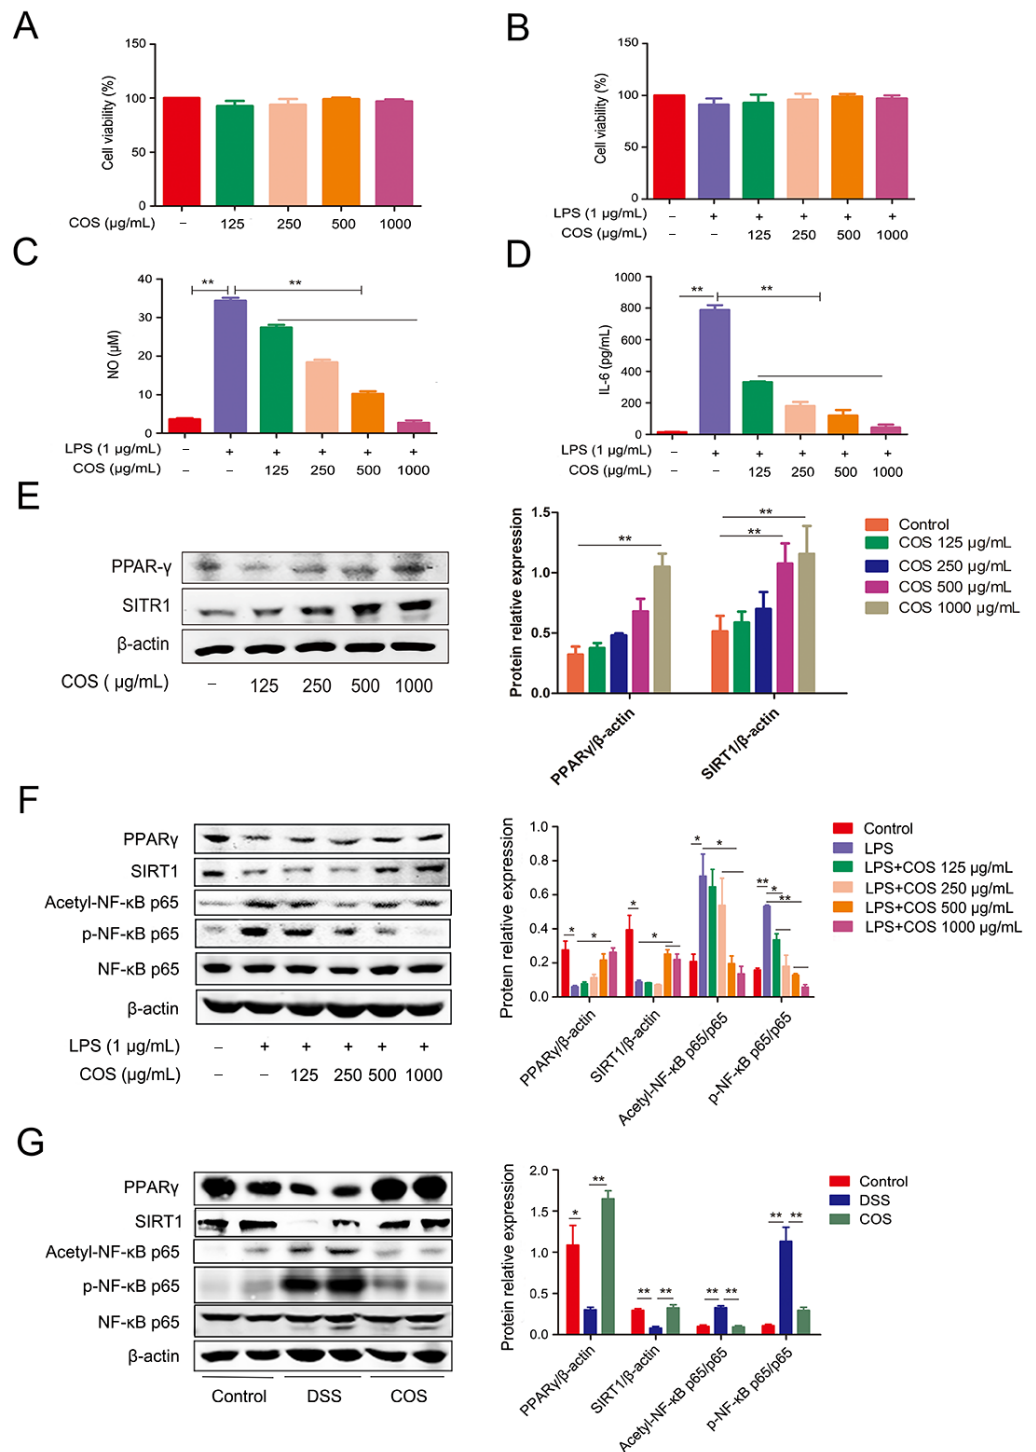 A
150
100
50
0
Cell viability (%)
COS (μg/mL)
– 125 250 500 1000
B
150
100
50
0
Cell viability (%)
LPS (1 μg/mL) – + + + + +
COS (μg/mL) – – 125 250 500 1000
C
40
30
20
10
0
NO (μM)
** **
LPS (1 μg/mL) – + + + + +
COS (μg/mL) – – 125 250 500 1000
D
1000
800
600
400
200
0
IL-6 (pg/mL)
** **
LPS (1 μg/mL) – + + + + +
COS (μg/mL) – – 125 250 500 1000
E
PPAR-γ
SITR1
β-actin
COS ( μg/mL) – 125 250 500 1000
1.5
1.0
0.5
0.0
Protein relative expression
**
**
**
PPARγ/β-actin
SIRT1/β-actin
Control
COS 125 μg/mL
COS 250 μg/mL
COS 500 μg/mL
COS 1000 μg/mL
F
PPARγ
SIRT1
Acetyl-NF-κB p65
p-NF-κB p65
NF-κB p65
β-actin
LPS (1 μg/mL) – + + + + +
COS (μg/mL) – – 125 250 500 1000
1.0
0.8
0.6
0.4
0.2
0.0
Protein relative expression
* *
* *
* *
** * **
PPARγ/β-actin
SIRT1/β-actin
Acetyl-NF-κB p65/p65
p-NF-κB p65/p65
Control
LPS
LPS+COS 125 μg/mL
LPS+COS 250 μg/mL
LPS+COS 500 μg/mL
LPS+COS 1000 μg/mL
G
PPARγ
SIRT1
Acetyl-NF-κB p65
p-NF-κB p65
NF-κB p65
β-actin
Control DSS COS
2.0
1.5
1.0
0.5
0.0
Protein relative expression
* **
** **
** **
** **
PPARγ/β-actin
SIRT1/β-actin
Acetyl-NF-κB p65/p65
p-NF-κB p65/p65
Control
DSS
COS